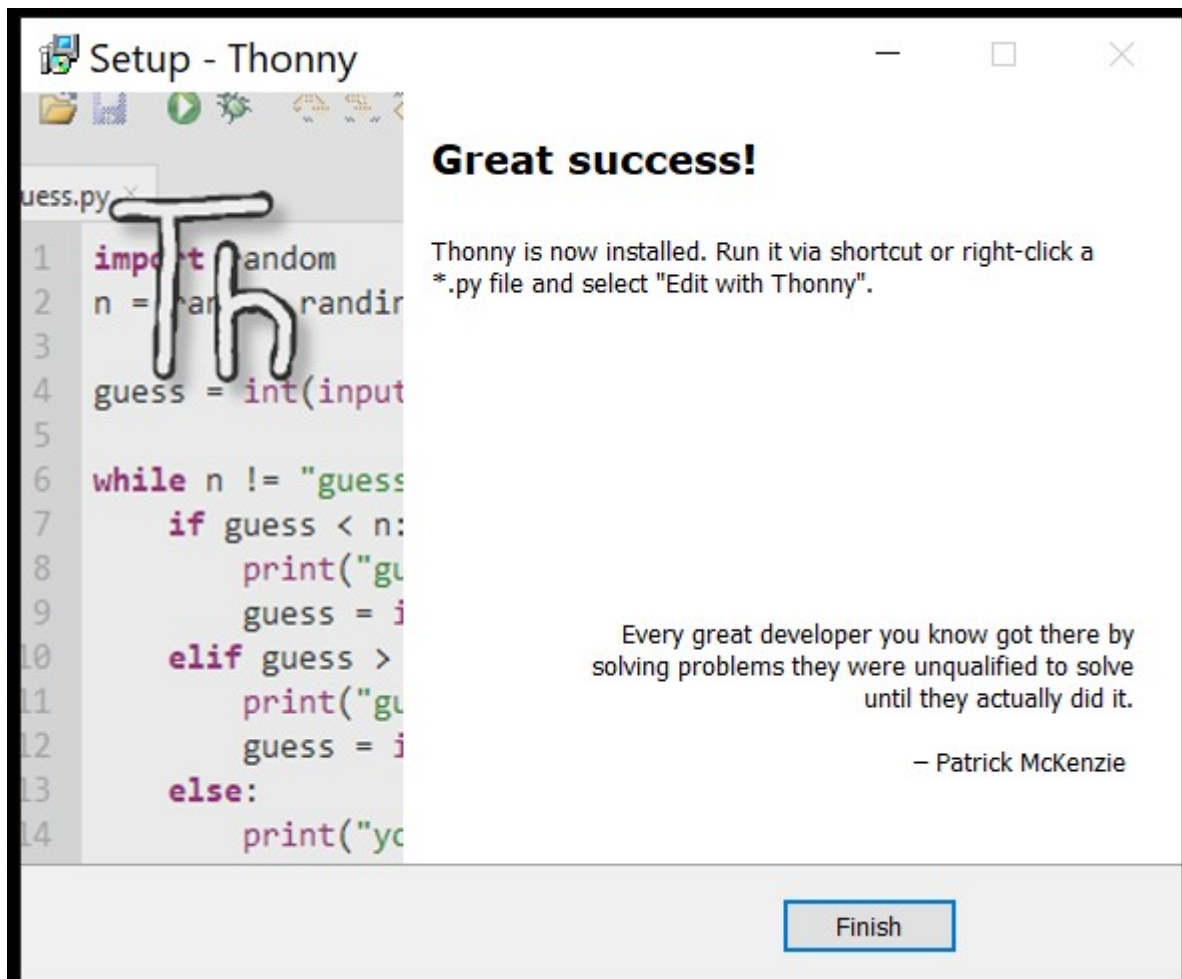 Setup - Thonny
uess.py
Th
Great success!
Thonny is now installed. Run it via shortcut or right-click a
*.py file and select "Edit with Thonny".
1 import random
2 n = randir
3
4 guess = int(input
5
6 while n != "guess
7 if guess < n:
8 print("gu
9 guess = i
10 elif guess >
11 print("gu
12 guess = i
13 else:
14 print("yo
Every great developer you know got there by
solving problems they were unqualified to solve
until they actually did it.
– Patrick McKenzie
Finish